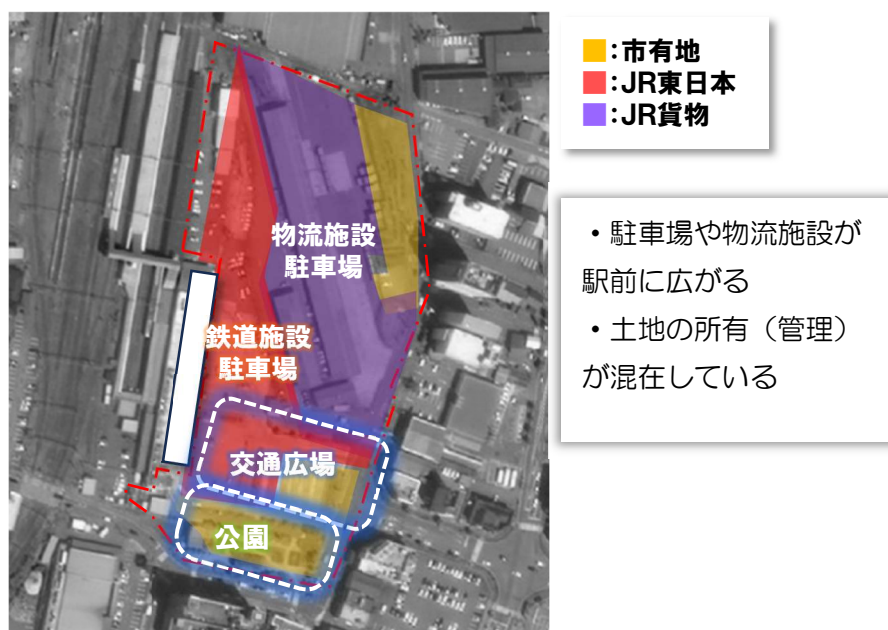 ■:市有地
■:JR東日本
■:JR貨物
物流施設
駐車場
鉄道施設
駐車場
交通広場
公園
・駐車場や物流施設が
駅前に広がる
・土地の所有（管理）
が混在している